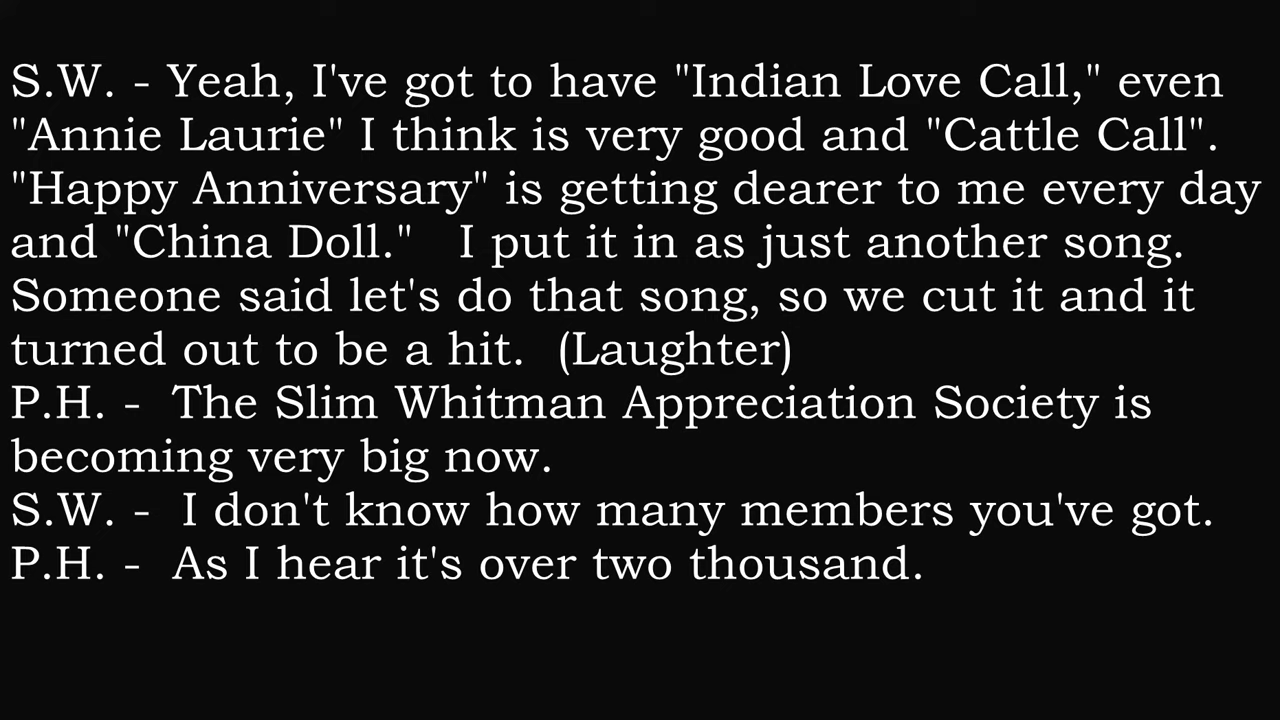 S.W. - Yeah, I've got to have "Indian Love Call," even
"Annie Laurie" I think is very good and "Cattle Call".
"Happy Anniversary" is getting dearer to me every day
and "China Doll."   I put it in as just another song.
Someone said let's do that song, so we cut it and it
turned out to be a hit.  (Laughter)
P.H. -  The Slim Whitman Appreciation Society is
becoming very big now.
S.W. -  I don't know how many members you've got.
P.H. -  As I hear it's over two thousand.